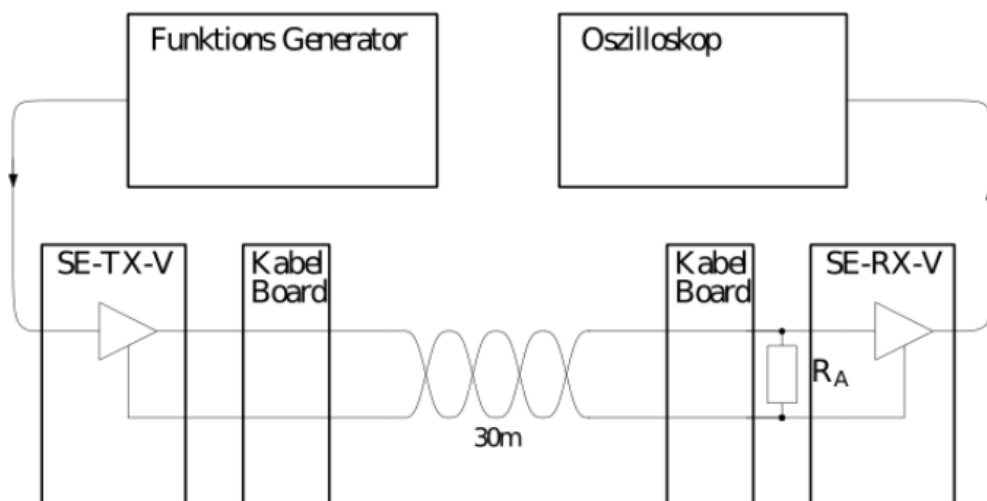 Funktions Generator
Oszilloskop
SE-TX-V
Kabel
Board
Kabel
Board
SE-RX-V
RA
30m